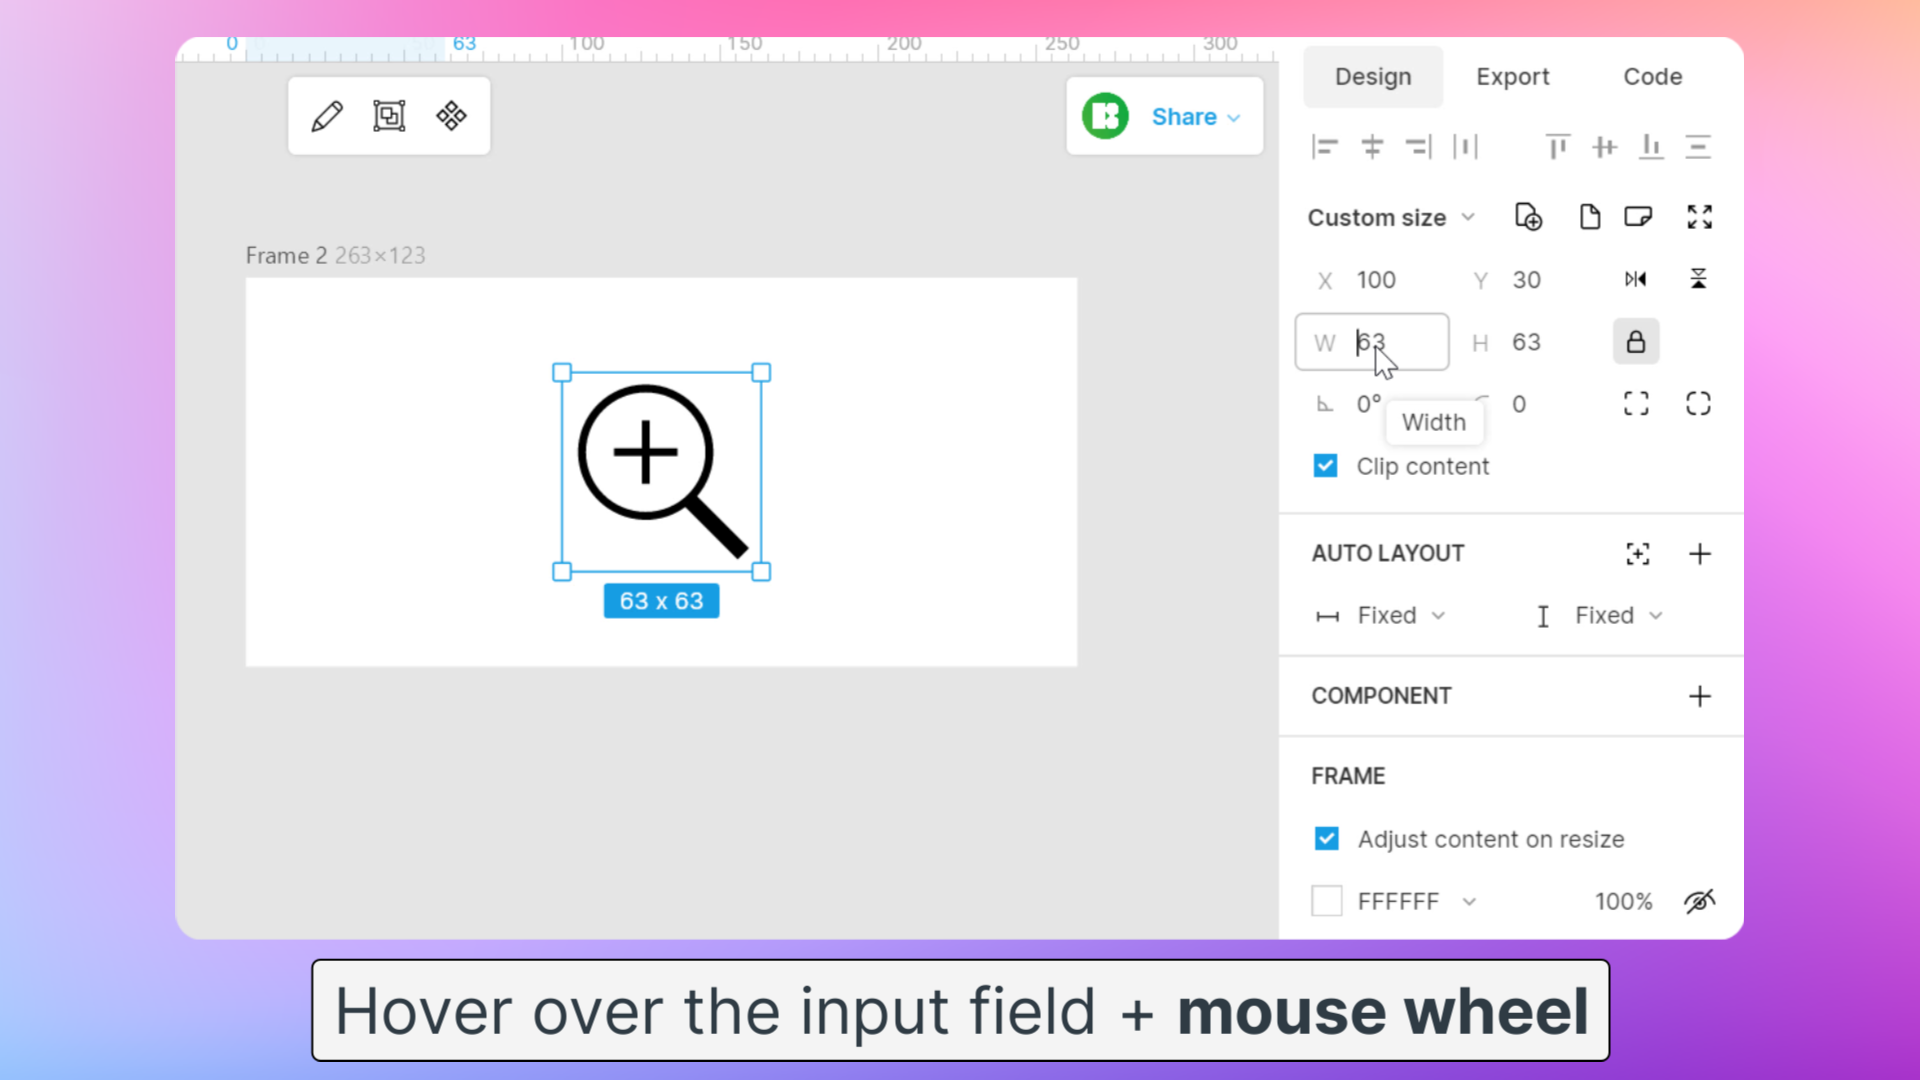 0 63 100 150 200 250 300
Design Export Code
Share
Custom size
Frame 2 263×123
X 100 Y 30
W 63 H 63
0° 0
Width
Clip content
63 x 63
AUTO LAYOUT
Fixed Fixed
COMPONENT
FRAME
Adjust content on resize
FFFFFF 100%
Hover over the input field + mouse wheel